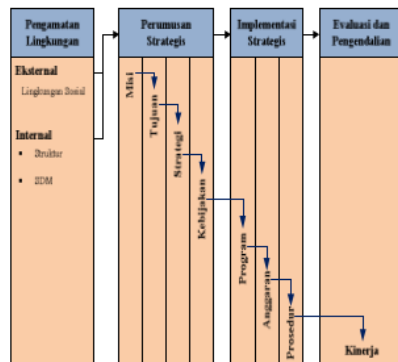 Pengamatan
Lingkungan
Perumusan
Strategis
Implementasi
Strategis
Evaluasi dan
Pengendalian
Eksternal
Lingkungan Sosial
Internal
Struktur
SDM
Misi
Tujuan
Strategi
Kebijakan
Program
Anggaran
Prosedur
Kinerja